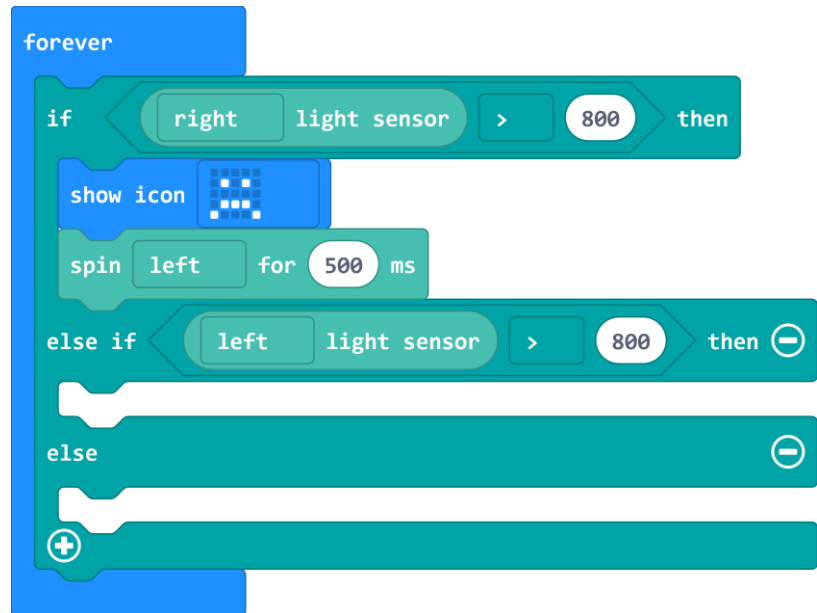 forever
if right light sensor > 800 then
show icon
spin left for 500 ms
else if left light sensor > 800 then
else